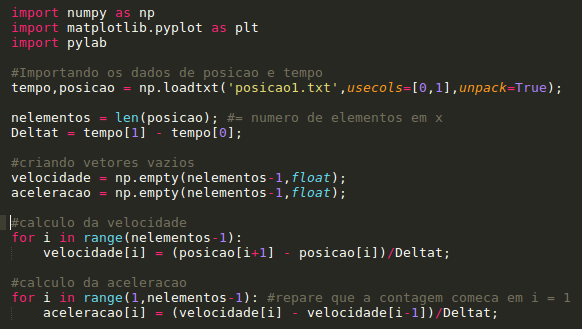 import numpy as np
import matplotlib.pyplot as plt
import pylab
#Importando os dados de posicao e tempo
tempo,posicao = np.loadtxt('posicao1.txt',usecols=[0,1],unpack=True);
nelementos = len(posicao); #= numero de elementos em x
Deltat = tempo[1] - tempo[0];
#criando vetores vazios
velocidade = np.empty(nelementos-1,float);
aceleracao = np.empty(nelementos-1,float);
#calculo da velocidade
for i in range(nelementos-1):
    velocidade[i] = (posicao[i+1] - posicao[i])/Deltat;
#calculo da aceleracao
for i in range(1,nelementos-1): #repare que a contagem comeca em i = 1
    aceleracao[i] = (velocidade[i] - velocidade[i-1])/Deltat;